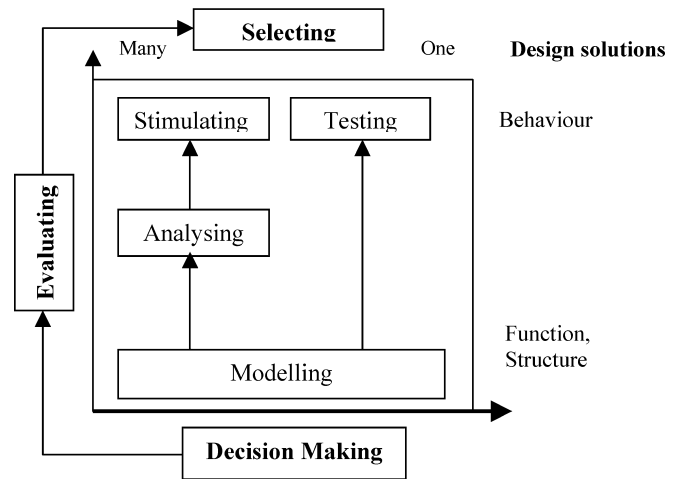 Selecting
Many
One
Design solutions
Stimulating
Testing
Behaviour
Evaluating
Analysing
Function,
Structure
Modelling
Decision Making